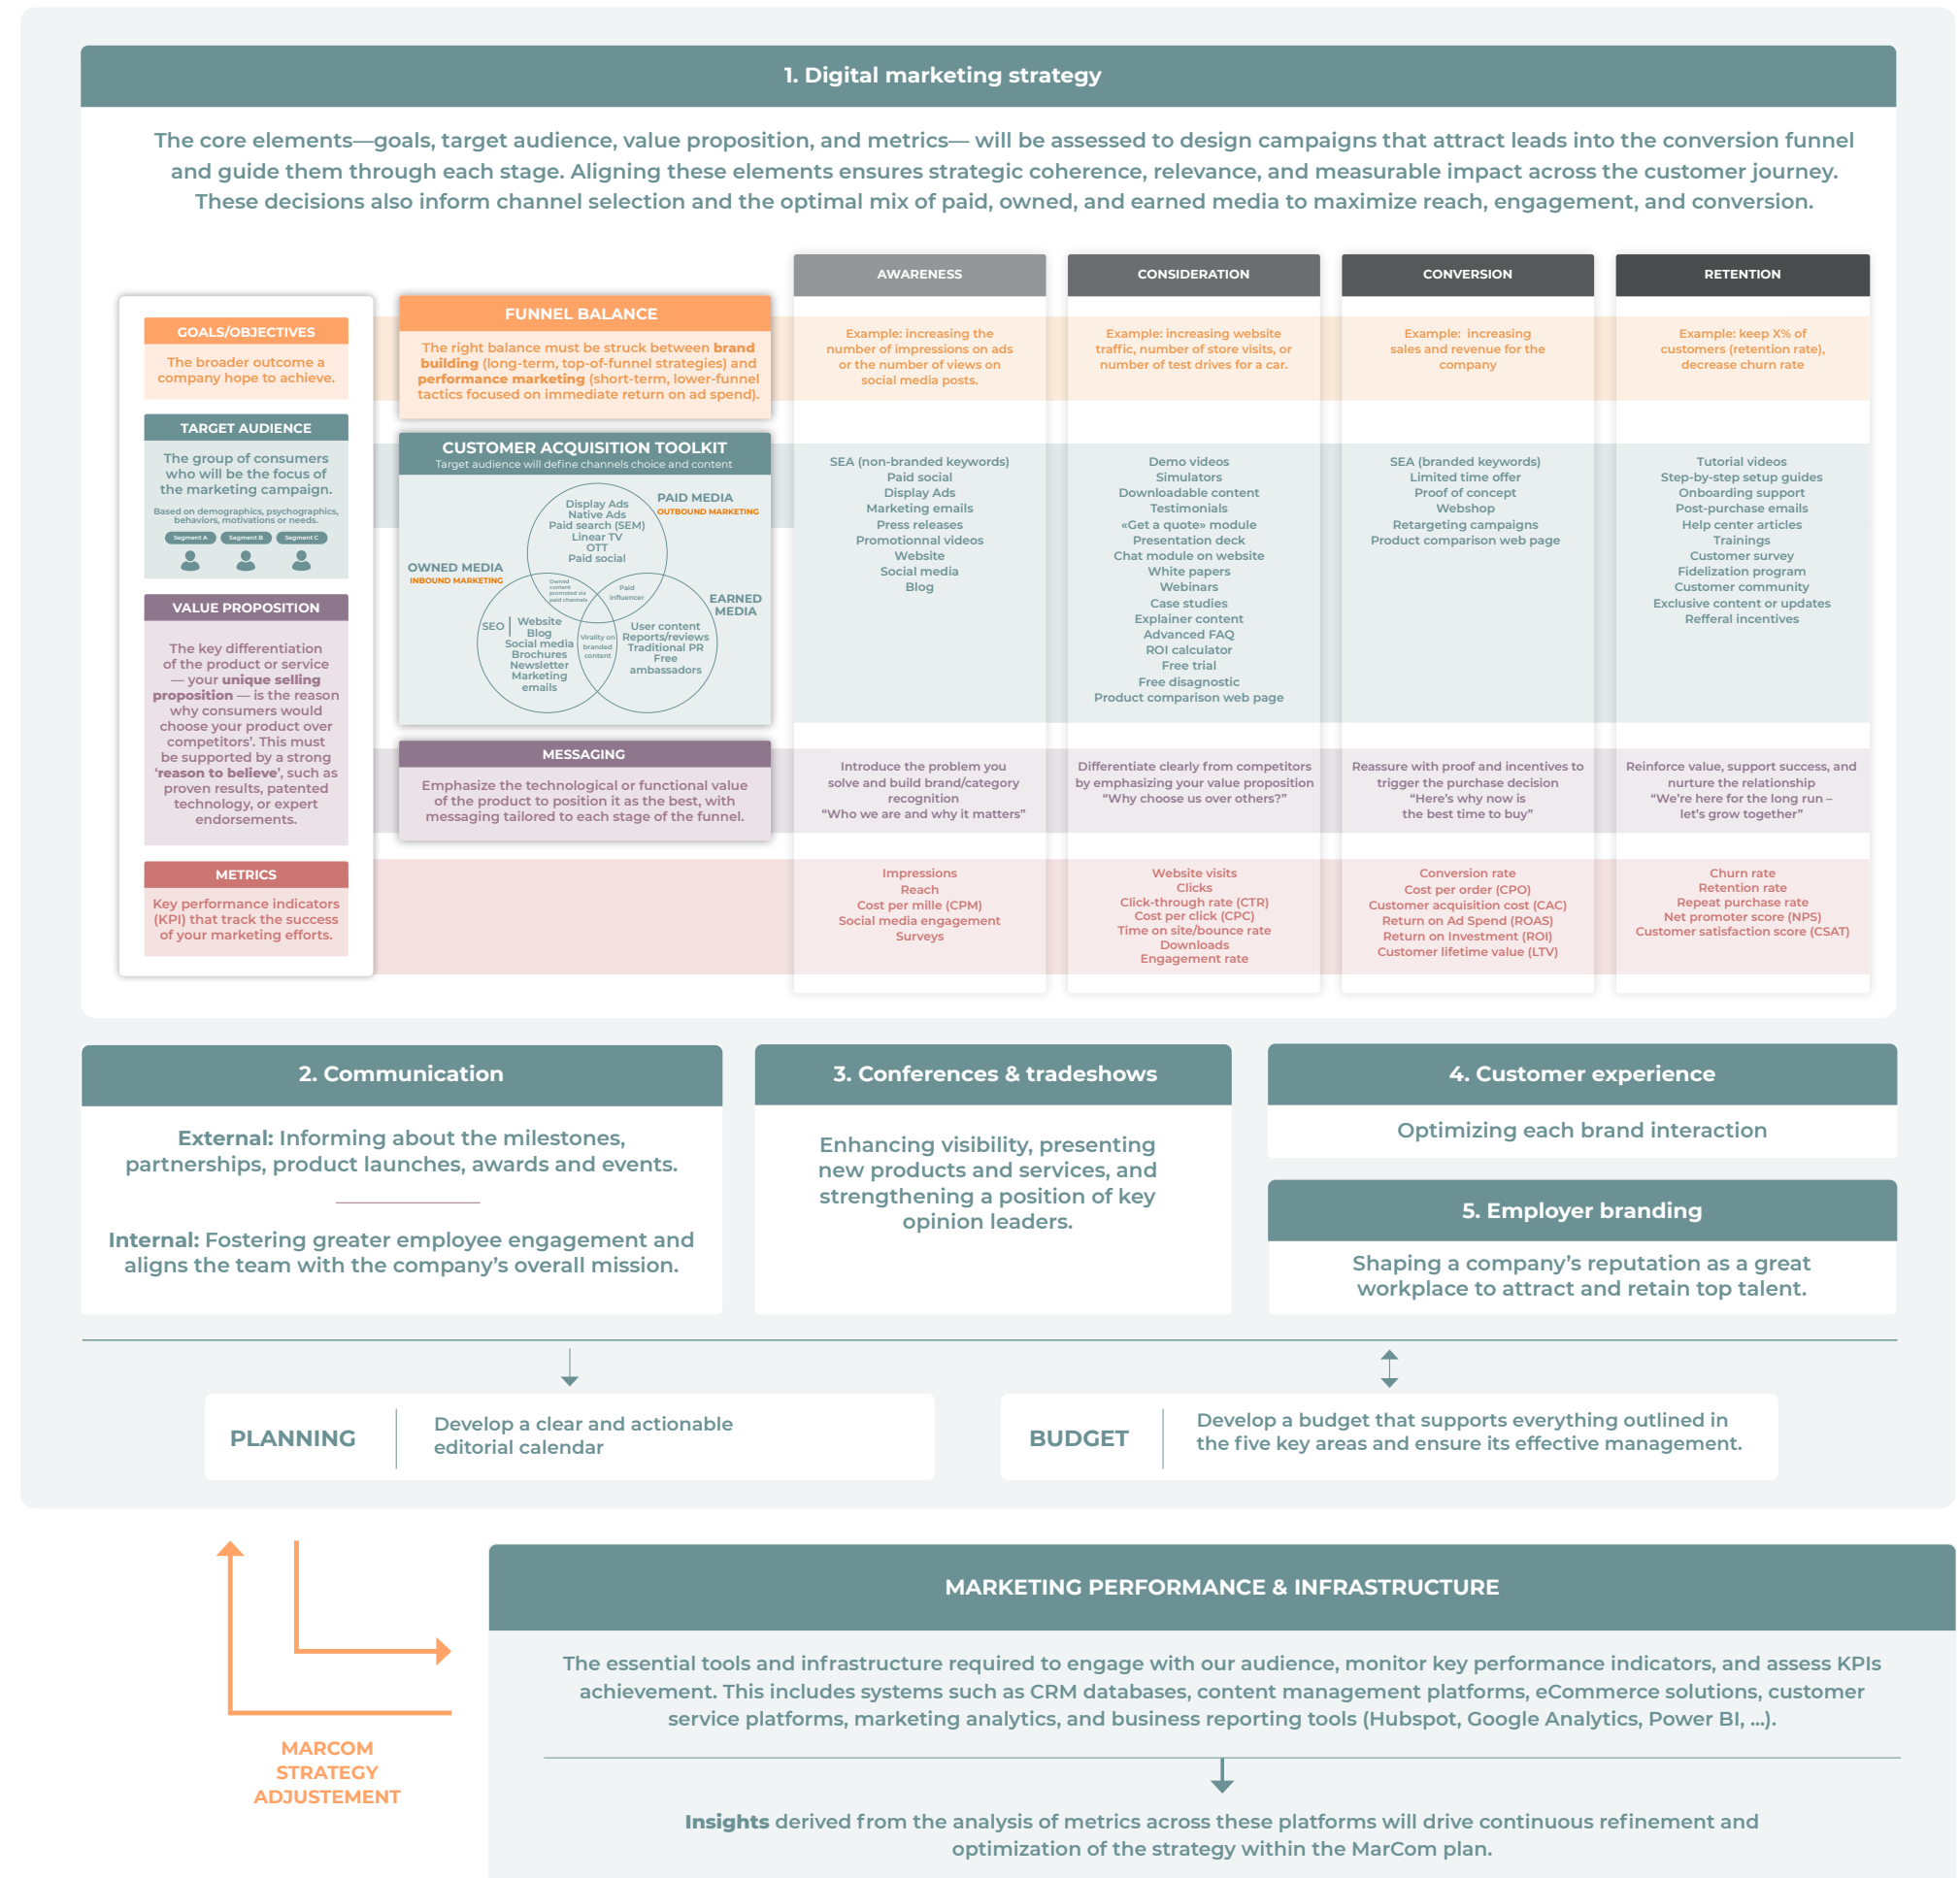 1. Digital marketing strategy
The core elements—goals, target audience, value proposition, and metrics— will be assessed to design campaigns that attract leads into the conversion funnel
and guide them through each stage. Aligning these elements ensures strategic coherence, relevance, and measurable impact across the customer journey.
These decisions also inform channel selection and the optimal mix of paid, owned, and earned media to maximize reach, engagement, and conversion.
GOALS/OBJECTIVES
The broader outcome a
company hope to achieve.
TARGET AUDIENCE
The group of consumers
who will be the focus of
the marketing campaign.
Based on demographics, psychographics,
behaviors, motivations or needs.
Segment A
Segment B
Segment C
VALUE PROPOSITION
The key differentiation
of the product or service
— your unique selling
proposition — is the reason
why consumers would
choose your product over
competitors’. This must
be supported by a strong
‘reason to believe’, such as
proven results, patented
technology, or expert
endorsements.
METRICS
Key performance indicators
(KPI) that track the success
of your marketing efforts.
FUNNEL BALANCE
The right balance must be struck between brand
building (long-term, top-of-funnel strategies) and
performance marketing (short-term, lower-funnel
tactics focused on immediate return on ad spend).
CUSTOMER ACQUISITION TOOLKIT
Target audience will define channels choice and content
PAID MEDIA
OUTBOUND MARKETING
Display Ads
Native Ads
Paid search (SEM)
Linear TV
OTT
Paid social
OWNED MEDIA
INBOUND MARKETING
Owned
content
promoted via
paid channels
Paid
influencer
EARNED
MEDIA
SEO
Website
Blog
Social media
Brochures
Newsletter
Marketing
emails
Virality on
branded
content
User content
Reports/reviews
Traditional PR
Free
ambassadors
MESSAGING
Emphasize the technological or functional value
of the product to position it as the best, with
messaging tailored to each stage of the funnel.
AWARENESS
Example: increasing the
number of impressions on ads
or the number of views on
social media posts.
SEA (non-branded keywords)
Paid social
Display Ads
Marketing emails
Press releases
Promotionnal videos
Website
Social media
Blog
Introduce the problem you
solve and build brand/category
recognition
“Who we are and why it matters”
Impressions
Reach
Cost per mille (CPM)
Social media engagement
Surveys
CONSIDERATION
Example: increasing website
traffic, number of store visits, or
number of test drives for a car.
Demo videos
Simulators
Downloadable content
Testimonials
«Get a quote» module
Presentation deck
Chat module on website
White papers
Webinars
Case studies
Explainer content
Advanced FAQ
ROI calculator
Free trial
Free disagnostic
Product comparison web page
Differentiate clearly from competitors
by emphasizing your value proposition
“Why choose us over others?”
Website visits
Clicks
Click-through rate (CTR)
Cost per click (CPC)
Time on site/bounce rate
Downloads
Engagement rate
CONVERSION
Example: increasing
sales and revenue for the
company
SEA (branded keywords)
Limited time offer
Proof of concept
Webshop
Retargeting campaigns
Product comparison web page
Reassure with proof and incentives to
trigger the purchase decision
“Here’s why now is
the best time to buy”
Conversion rate
Cost per order (CPO)
Customer acquisition cost (CAC)
Return on Ad Spend (ROAS)
Return on Investment (ROI)
Customer lifetime value (LTV)
RETENTION
Example: keep X% of
customers (retention rate),
decrease churn rate
Tutorial videos
Step-by-step setup guides
Onboarding support
Post-purchase emails
Help center articles
Trainings
Customer survey
Fidelization program
Customer community
Exclusive content or updates
Refferal incentives
Reinforce value, support success, and
nurture the relationship
“We’re here for the long run –
let’s grow together”
Churn rate
Retention rate
Repeat purchase rate
Net promoter score (NPS)
Customer satisfaction score (CSAT)
2. Communication
External: Informing about the milestones,
partnerships, product launches, awards and events.
Internal: Fostering greater employee engagement and
aligns the team with the company’s overall mission.
3. Conferences & tradeshows
Enhancing visibility, presenting
new products and services, and
strengthening a position of key
opinion leaders.
4. Customer experience
Optimizing each brand interaction
5. Employer branding
Shaping a company’s reputation as a great
workplace to attract and retain top talent.
PLANNING
Develop a clear and actionable
editorial calendar
BUDGET
Develop a budget that supports everything outlined in
the five key areas and ensure its effective management.
MARCOM
STRATEGY
ADJUSTEMENT
MARKETING PERFORMANCE & INFRASTRUCTURE
The essential tools and infrastructure required to engage with our audience, monitor key performance indicators, and assess KPIs
achievement. This includes systems such as CRM databases, content management platforms, eCommerce solutions, customer
service platforms, marketing analytics, and business reporting tools (Hubspot, Google Analytics, Power BI, ...).
Insights derived from the analysis of metrics across these platforms will drive continuous refinement and
optimization of the strategy within the MarCom plan.